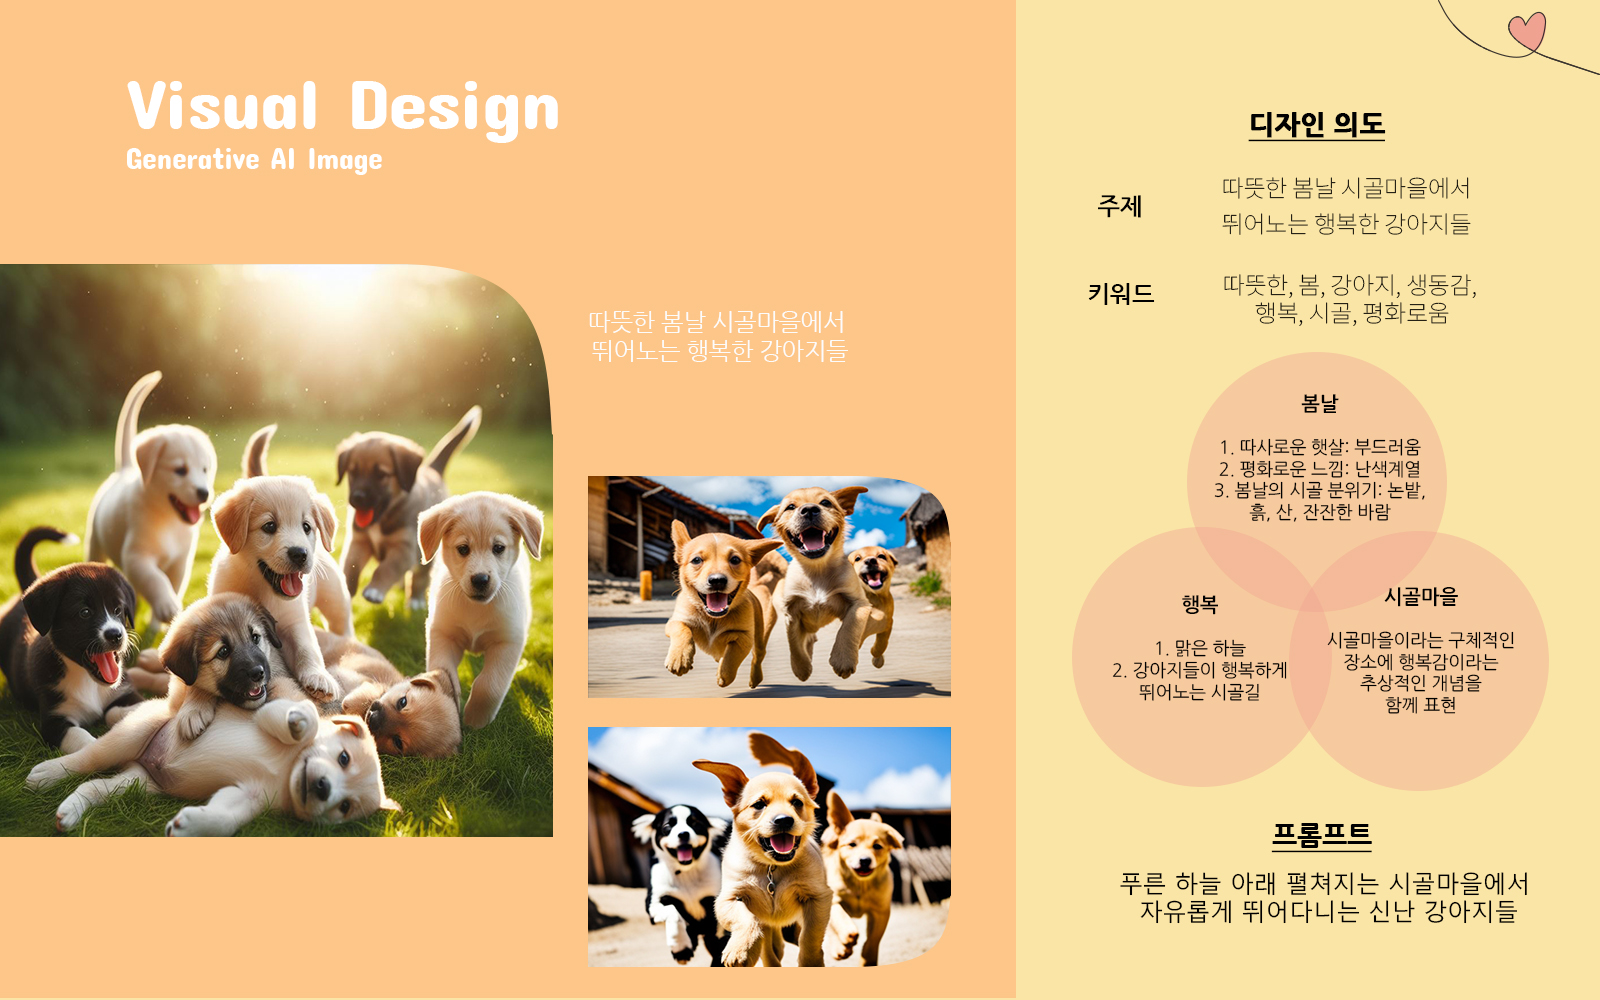 Visual Design
Generative AI Image
따뜻한 봄날 시골마을에서
뛰어노는 행복한 강아지들
디자인 의도
주제
따뜻한 봄날 시골마을에서
뛰어노는 행복한 강아지들
키워드
따뜻한, 봄, 강아지, 생동감,
행복, 시골, 평화로움
봄날
1. 따사로운 햇살: 부드러움
2. 평화로운 느낌: 난색계열
3. 봄날의 시골 분위기: 논밭,
흙, 산, 잔잔한 바람
행복
1. 맑은 하늘
2. 강아지들이 행복하게
뛰어노는 시골길
시골마을
시골마을이라는 구체적인
장소에 행복감이라는
추상적인 개념을
함께 표현
프롬프트
푸른 하늘 아래 펼쳐지는 시골마을에서
자유롭게 뛰어다니는 신난 강아지들